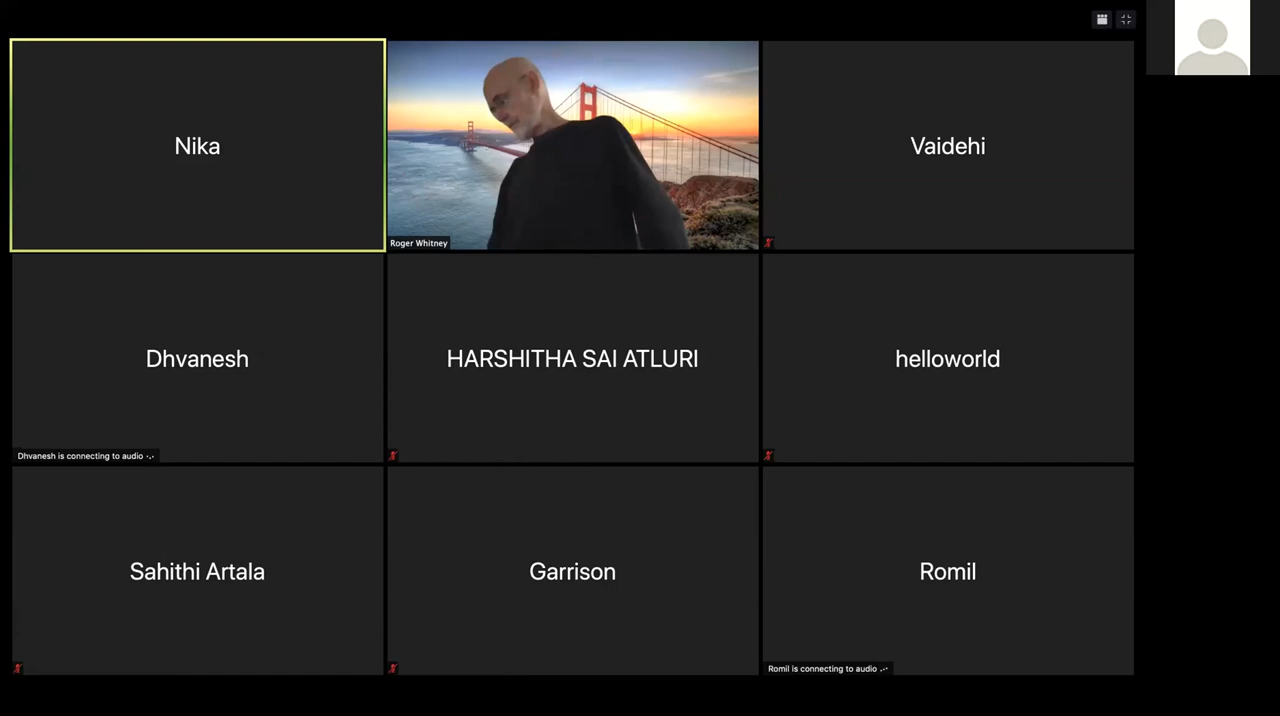 Nika
Roger Whitney
Vaidehi
Dhvanesh
Dhvanesh is connecting to audio
HARSHITHA SAI ATLURI
helloworld
Sahithi Artala
Garrison
Romil
Romil is connecting to audio